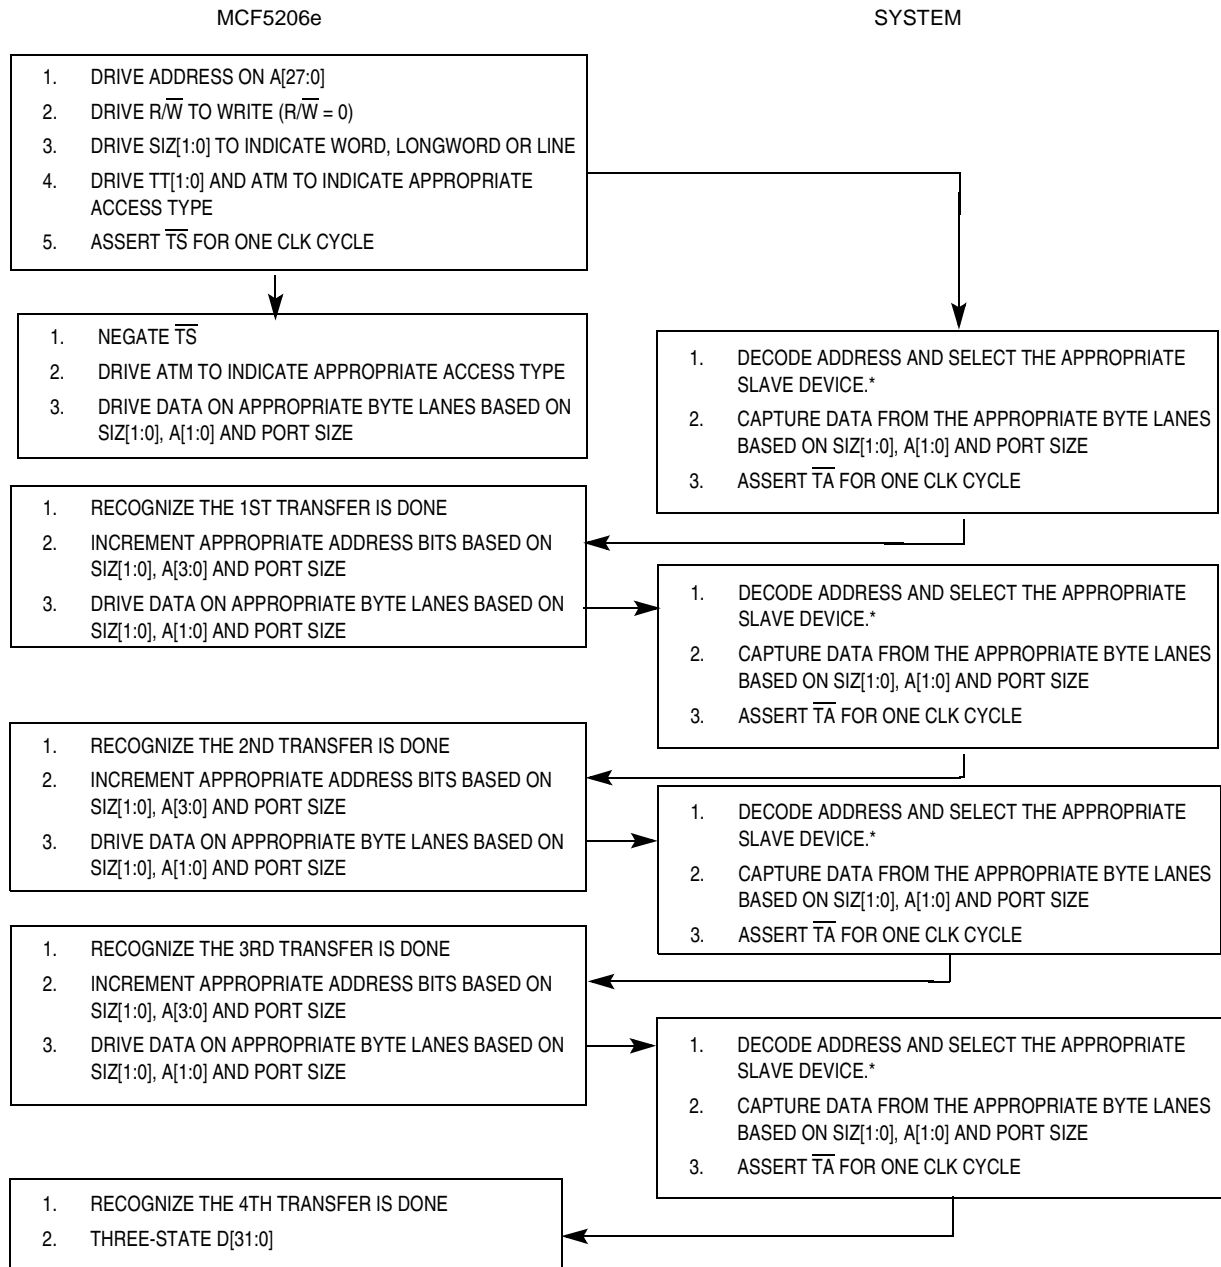 MCF5206e
SYSTEM
1. DRIVE ADDRESS ON A[27:0]
2. DRIVE R/W̅ TO WRITE (R/W̅ = 0)
3. DRIVE SIZ[1:0] TO INDICATE WORD, LONGWORD OR LINE
4. DRIVE TT[1:0] AND ATM TO INDICATE APPROPRIATE
ACCESS TYPE
5. ASSERT T̅S̅ FOR ONE CLK CYCLE
1. NEGATE T̅S̅
2. DRIVE ATM TO INDICATE APPROPRIATE ACCESS TYPE
3. DRIVE DATA ON APPROPRIATE BYTE LANES BASED ON
SIZ[1:0], A[1:0] AND PORT SIZE
1. DECODE ADDRESS AND SELECT THE APPROPRIATE
SLAVE DEVICE.*
2. CAPTURE DATA FROM THE APPROPRIATE BYTE LANES
BASED ON SIZ[1:0], A[1:0] AND PORT SIZE
3. ASSERT T̅A̅ FOR ONE CLK CYCLE
1. RECOGNIZE THE 1ST TRANSFER IS DONE
2. INCREMENT APPROPRIATE ADDRESS BITS BASED ON
SIZ[1:0], A[3:0] AND PORT SIZE
3. DRIVE DATA ON APPROPRIATE BYTE LANES BASED ON
SIZ[1:0], A[1:0] AND PORT SIZE
1. DECODE ADDRESS AND SELECT THE APPROPRIATE
SLAVE DEVICE.*
2. CAPTURE DATA FROM THE APPROPRIATE BYTE LANES
BASED ON SIZ[1:0], A[1:0] AND PORT SIZE
3. ASSERT T̅A̅ FOR ONE CLK CYCLE
1. RECOGNIZE THE 2ND TRANSFER IS DONE
2. INCREMENT APPROPRIATE ADDRESS BITS BASED ON
SIZ[1:0], A[3:0] AND PORT SIZE
3. DRIVE DATA ON APPROPRIATE BYTE LANES BASED ON
SIZ[1:0], A[1:0] AND PORT SIZE
1. DECODE ADDRESS AND SELECT THE APPROPRIATE
SLAVE DEVICE.*
2. CAPTURE DATA FROM THE APPROPRIATE BYTE LANES
BASED ON SIZ[1:0], A[1:0] AND PORT SIZE
3. ASSERT T̅A̅ FOR ONE CLK CYCLE
1. RECOGNIZE THE 3RD TRANSFER IS DONE
2. INCREMENT APPROPRIATE ADDRESS BITS BASED ON
SIZ[1:0], A[3:0] AND PORT SIZE
3. DRIVE DATA ON APPROPRIATE BYTE LANES BASED ON
SIZ[1:0], A[1:0] AND PORT SIZE
1. DECODE ADDRESS AND SELECT THE APPROPRIATE
SLAVE DEVICE.*
2. CAPTURE DATA FROM THE APPROPRIATE BYTE LANES
BASED ON SIZ[1:0], A[1:0] AND PORT SIZE
3. ASSERT T̅A̅ FOR ONE CLK CYCLE
1. RECOGNIZE THE 4TH TRANSFER IS DONE
2. THREE-STATE D[31:0]